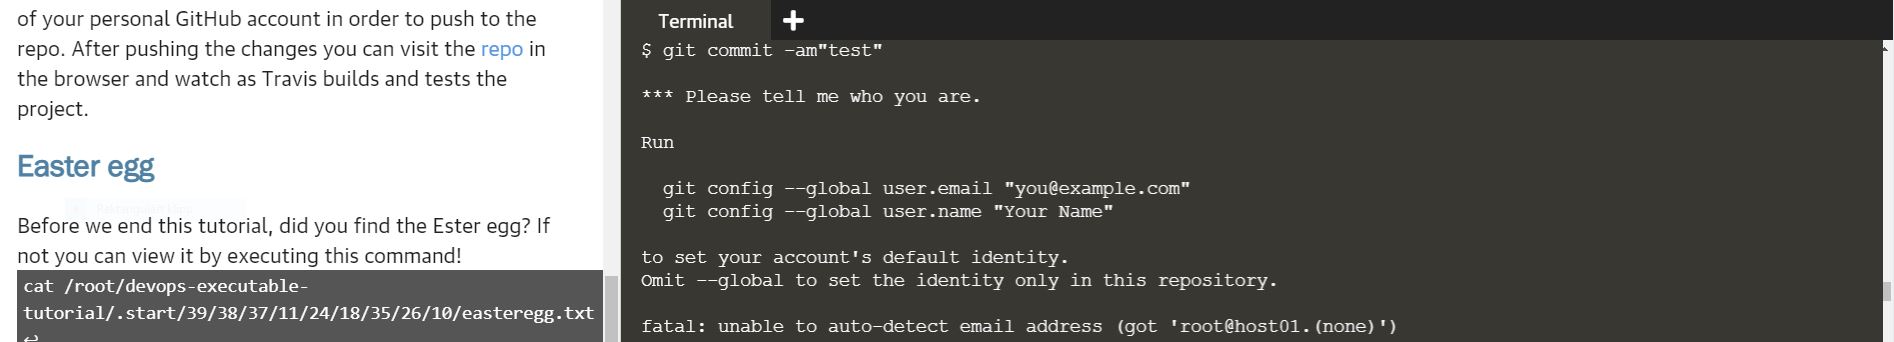 of your personal GitHub account in order to push to the
repo. After pushing the changes you can visit the repo in
the browser and watch as Travis builds and tests the
project.
Easter egg
Before we end this tutorial, did you find the Ester egg? If
not you can view it by executing this command!
cat /root/devops-executable-
tutorial/.start/39/38/37/11/24/18/35/26/10/easteregg.txt
↩
Terminal +
$ git commit -am"test"
*** Please tell me who you are.
Run
git config --global user.email "you@example.com"
git config --global user.name "Your Name"
to set your account's default identity.
Omit --global to set the identity only in this repository.
fatal: unable to auto-detect email address (got 'root@host01.(none)')